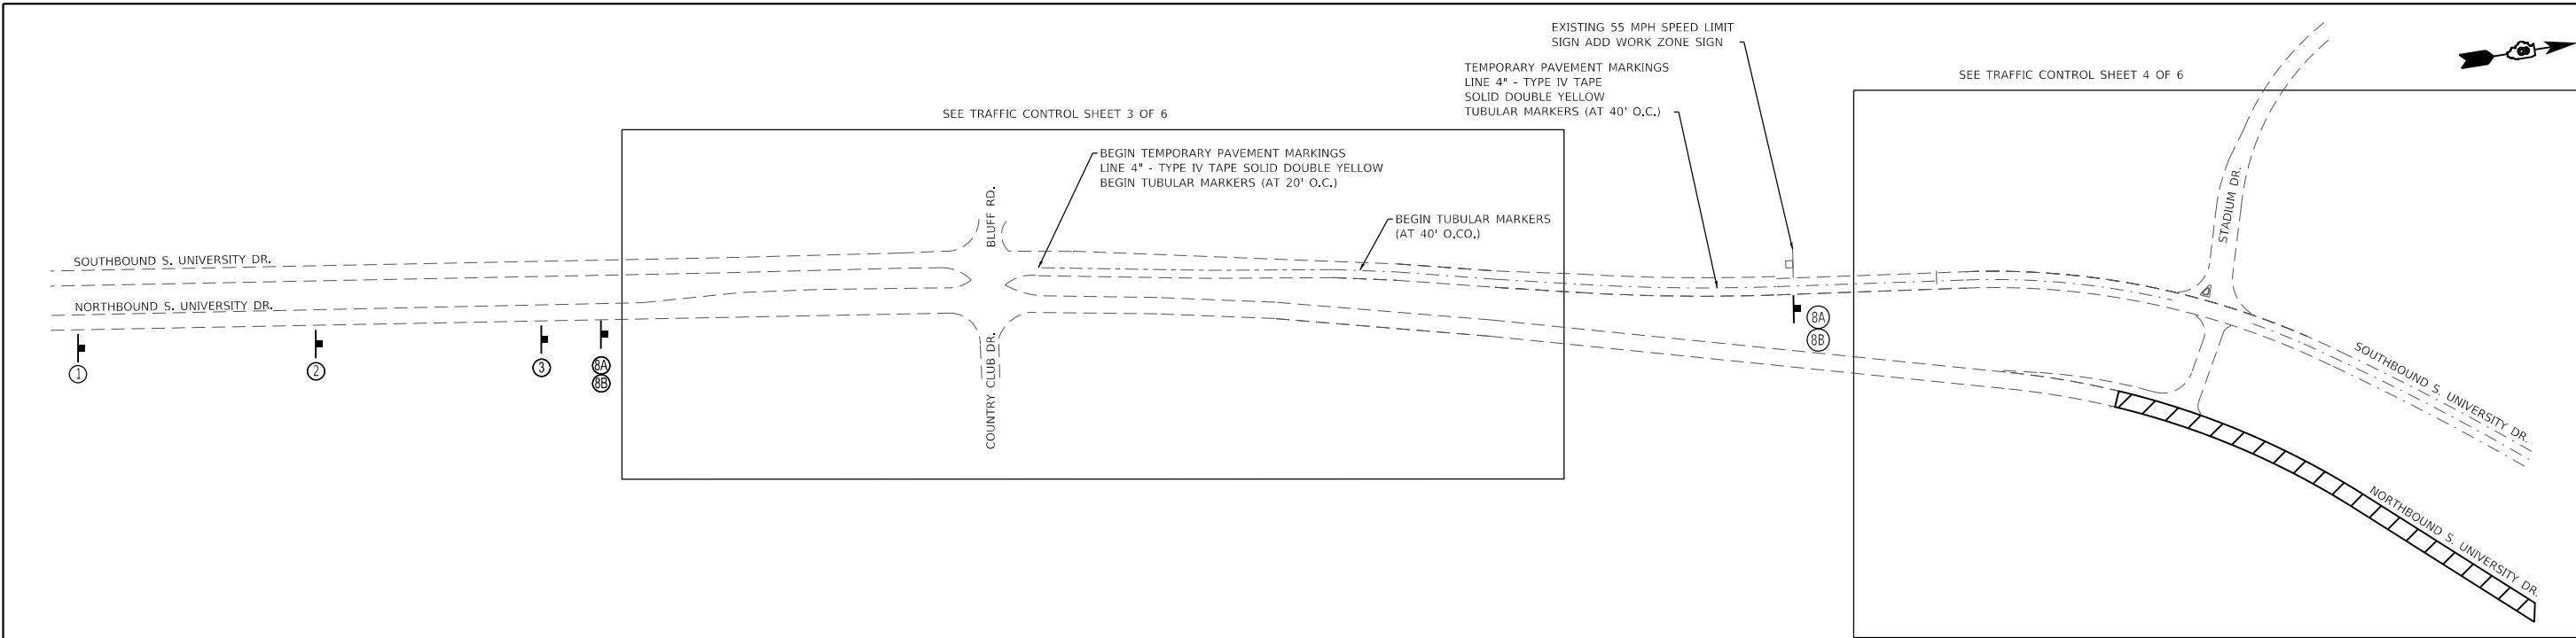 EXISTING 55 MPH SPEED LIMIT
SIGN ADD WORK ZONE SIGN
TEMPORARY PAVEMENT MARKINGS
LINE 4" - TYPE IV TAPE
SOLID DOUBLE YELLOW
TUBULAR MARKERS (AT 40' O.C.)
SEE TRAFFIC CONTROL SHEET 4 OF 6
SEE TRAFFIC CONTROL SHEET 3 OF 6
BEGIN TEMPORARY PAVEMENT MARKINGS
LINE 4" - TYPE IV TAPE SOLID DOUBLE YELLOW
BEGIN TUBULAR MARKERS (AT 20' O.C.)
BEGIN TUBULAR MARKERS
(AT 40' O.CO.)
BLUFF RD.
STADIUM DR.
SOUTHBOUND S. UNIVERSITY DR.
NORTHBOUND S. UNIVERSITY DR.
COUNTRY CLUB DR.
1
2
3
8A
8B
8A
8B
SOUTHBOUND S. UNIVERSITY DR.
NORTHBOUND S. UNIVERSITY DR.